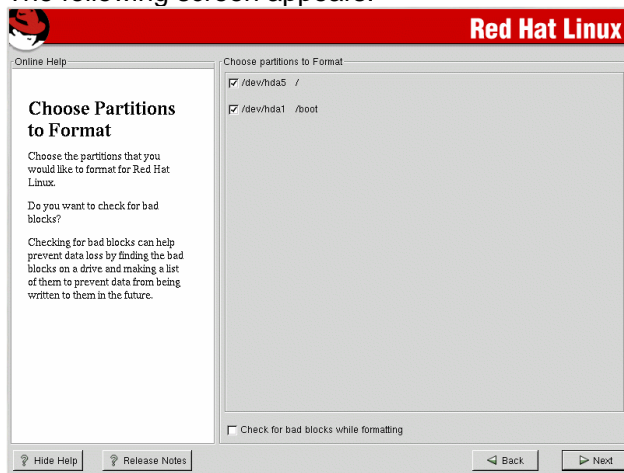 The following screen appears:
Red Hat Linux
Online Help
Choose Partitions
to Format
Choose the partitions that you
would like to format for Red Hat
Linux.
Do you want to check for bad
blocks?
Checking for bad blocks can help
prevent data loss by finding the bad
blocks on a drive and making a list
of them to prevent data from being
written to them in the future.
Choose partitions to Format
/dev/hda5 /
/dev/hda1 /boot
Check for bad blocks while formatting
Hide Help
Release Notes
Back
Next